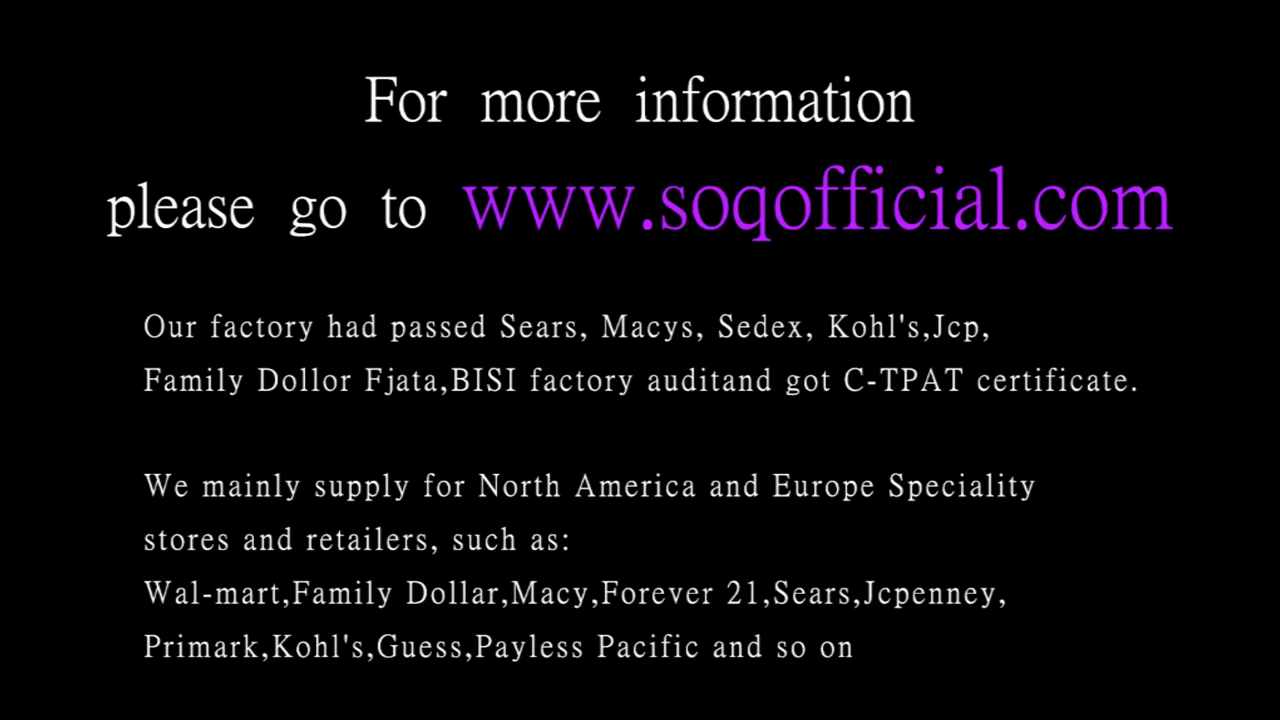 For more information
please go to www.soqofficial.com
Our factory had passed Sears, Macys, Sedex, Kohl's,Jcp,
Family Dollor Fjata,BISI factory auditand got C-TPAT certificate.
We mainly supply for North America and Europe Speciality
stores and retailers, such as:
Wal-mart,Family Dollar,Macy,Forever 21,Sears,Jcpenney,
Primark,Kohl's,Guess,Payless Pacific and so on